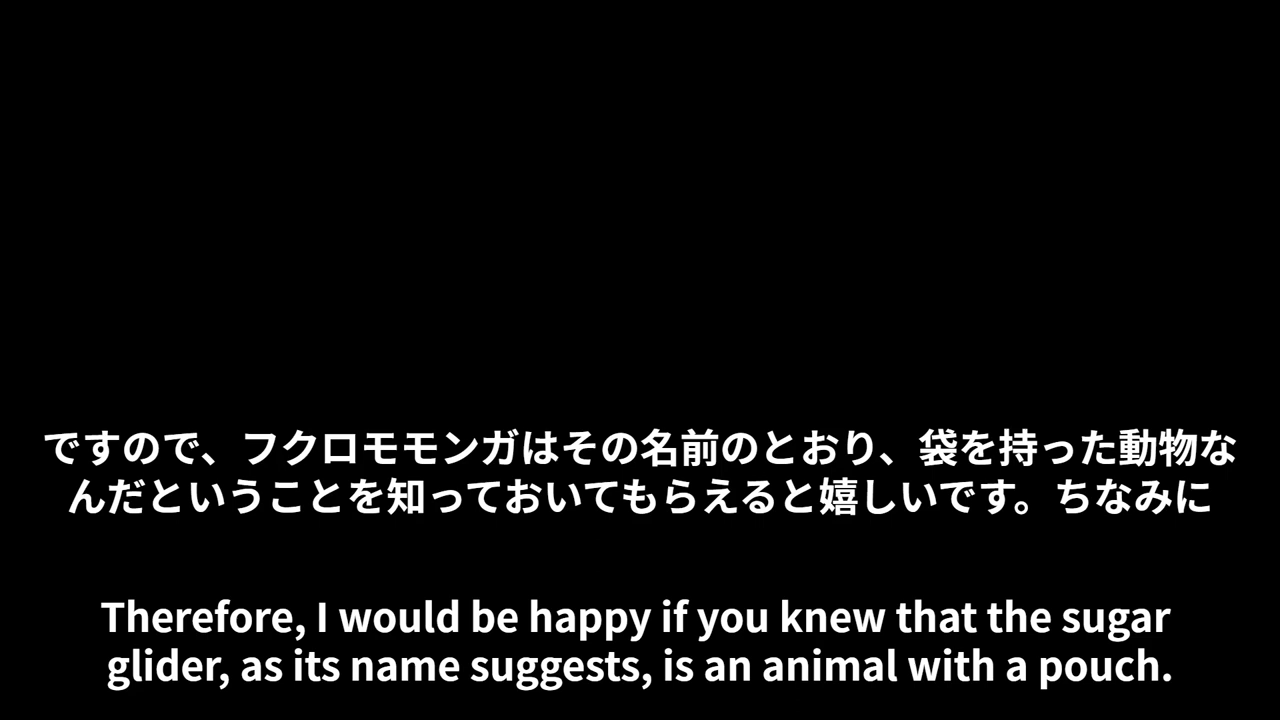 ですので、フクロモモンガはその名前のとおり、袋を持った動物な
んだということを知っておいてもらえると嬉しいです。ちなみに
Therefore, I would be happy if you knew that the sugar
glider, as its name suggests, is an animal with a pouch.